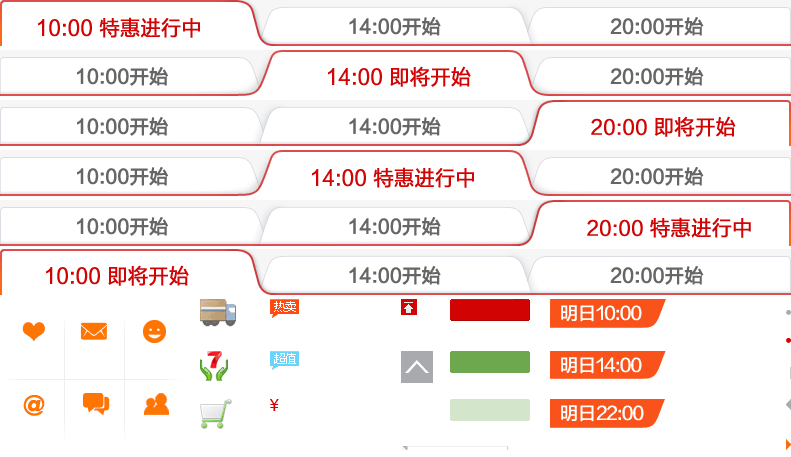 10:00 特惠进行中 14:00开始 20:00开始
10:00开始 14:00 即将开始 20:00开始
10:00开始 14:00开始 20:00 即将开始
10:00开始 14:00 特惠进行中 20:00开始
10:00开始 14:00开始 20:00 特惠进行中
10:00 即将开始 14:00开始 20:00开始
热卖 明日10:00
7 超值 明日14:00
@ ¥ 明日22:00